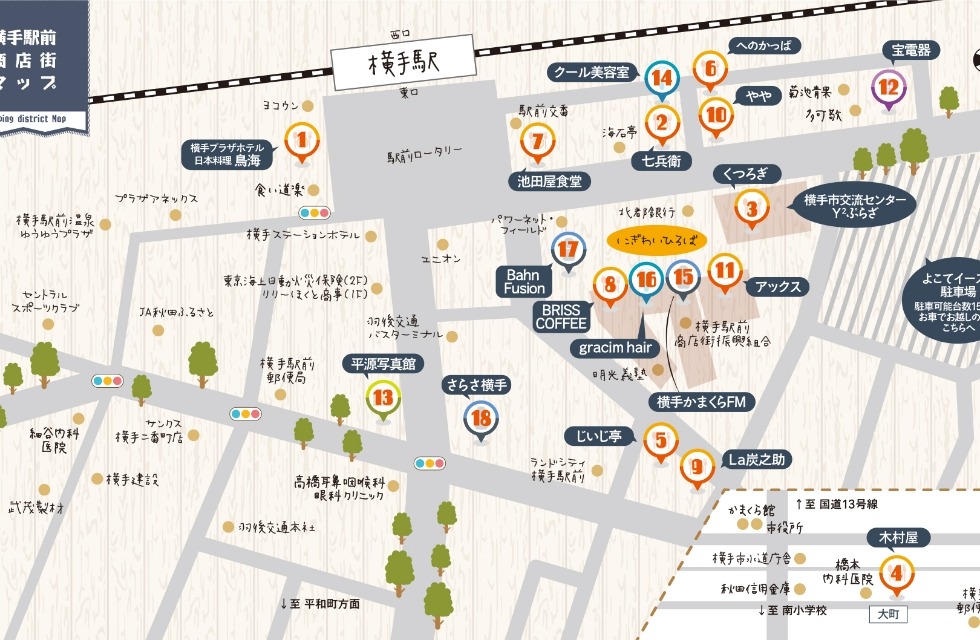 横手駅前
商店街
マップ
ping district Map
西口
横手駅
東口
ヨコウン
1
横手プラザホテル
日本料理 鳥海
食い道楽
プラザアネックス
横手駅前温泉
ゆうゆうプラザ
横手ステーションホテル
駅前ロータリー
駅前交番
7
池田屋食堂
クール美容室
14
6
へのかっぱ
2
七兵衛
海石亭
10
やや
菊池青果
宝電器
12
くつろぎ
3
横手市交流センター
Y²ぷらざ
北都銀行
にぎわいひろば
パワーネット・
フィールド
17
Bahn
Fusion
ユニオン
8
BRISS
COFFEE
16
gracim hair
15
横手かまくらFM
11
アックス
横手駅前
商店街振興組合
明光義塾
よこてイース
駐車場
駐車可能台数15
お車でお越しの
こちらへ
東京海上日動火災保険(2F)
リリーほくと商事(1F)
羽後交通
バスターミナル
セントラル
スポーツクラブ
JA秋田ふるさと
横手駅前
郵便局
平源写真館
13
さらさ横手
18
じいじ亭
5
9
La炭之助
ランドシティ
横手駅前
細谷内科
医院
サンクス
横手二番町店
横手建設
武茂製材
高橋耳鼻咽喉科
眼科クリニック
羽後交通本社
↓至 平和町方面
↑至 国道13号線
かまくら館
市役所
横手市水道庁舎
秋田信用金庫
↓至 南小学校
橋本
内科医院
木村屋
4
大町